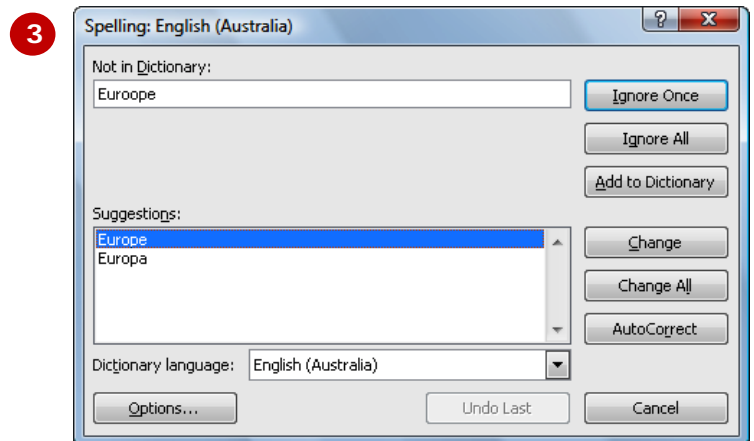 3
Spelling: English (Australia)
Not in Dictionary:
Euroope
Ignore Once
Ignore All
Add to Dictionary
Suggestions:
Europe
Europa
Change
Change All
AutoCorrect
Dictionary language:
English (Australia)
Options...
Undo Last
Cancel